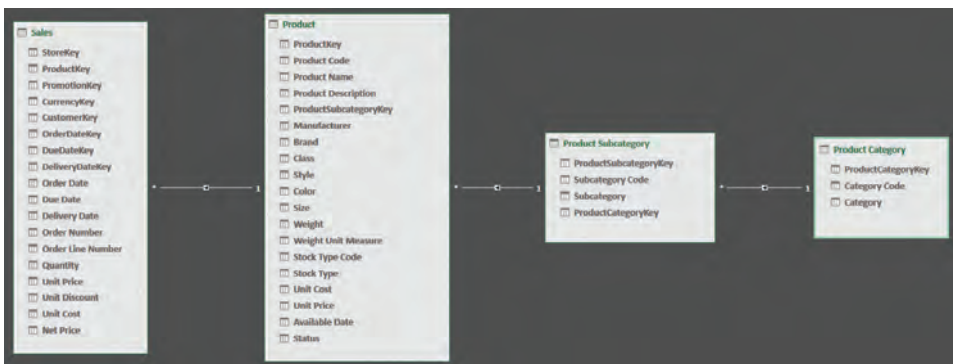 Sales
StoreKey
ProductKey
PromotionKey
CurrencyKey
CustomerKey
OrderDateKey
DueDateKey
DeliveryDateKey
Order Date
Due Date
Delivery Date
Order Number
Order Line Number
Quantity
Unit Price
Unit Discount
Unit Cost
Net Price
* 1
Product
ProductKey
Product Code
Product Name
Product Description
ProductSubcategoryKey
Manufacturer
Brand
Class
Style
Color
Size
Weight
Weight Unit Measure
Stock Type Code
Stock Type
Unit Cost
Unit Price
Available Date
Status
* 1
Product Subcategory
ProductSubcategoryKey
Subcategory Code
Subcategory
ProductCategoryKey
* 1
Product Category
ProductCategoryKey
Category Code
Category